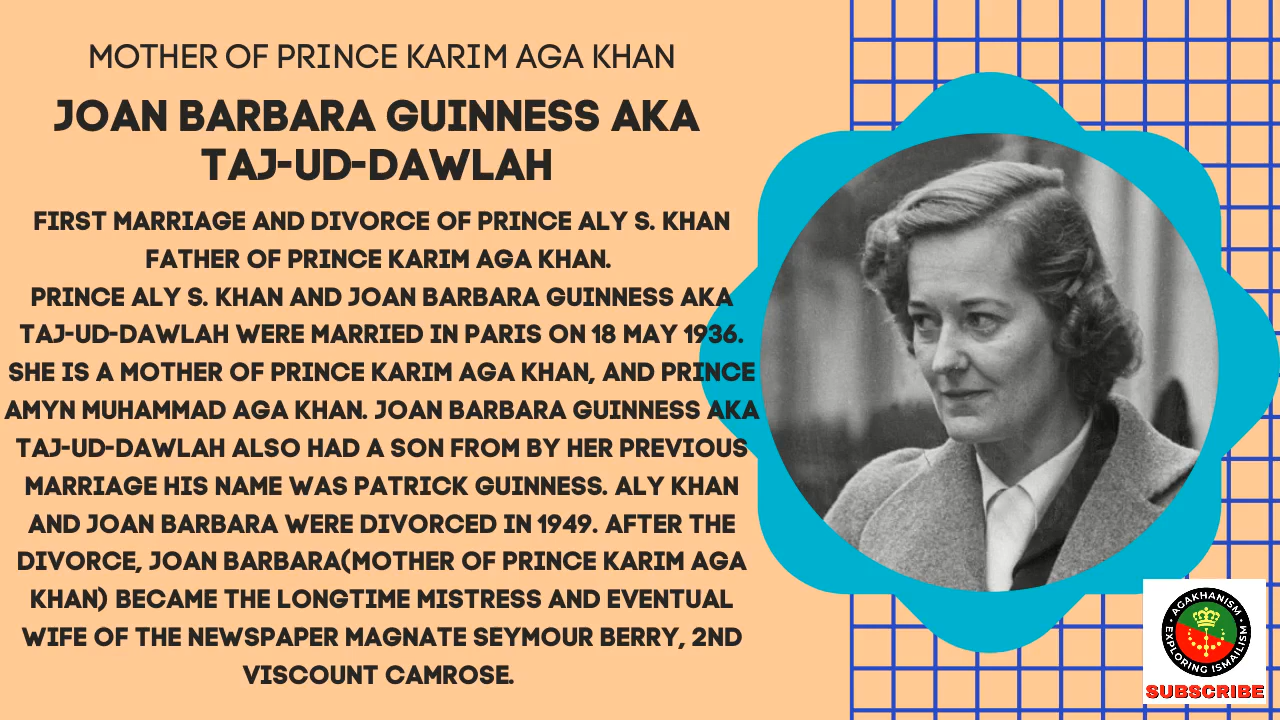 MOTHER OF PRINCE KARIM AGA KHAN
JOAN BARBARA GUINNESS AKA
TAJ-UD-DAWLAH
FIRST MARRIAGE AND DIVORCE OF PRINCE ALY S. KHAN
FATHER OF PRINCE KARIM AGA KHAN.
PRINCE ALY S. KHAN AND JOAN BARBARA GUINNESS AKA
TAJ-UD-DAWLAH WERE MARRIED IN PARIS ON 18 MAY 1936.
SHE IS A MOTHER OF PRINCE KARIM AGA KHAN, AND PRINCE
AMYN MUHAMMAD AGA KHAN. JOAN BARBARA GUINNESS AKA
TAJ-UD-DAWLAH ALSO HAD A SON FROM BY HER PREVIOUS
MARRIAGE HIS NAME WAS PATRICK GUINNESS. ALY KHAN
AND JOAN BARBARA WERE DIVORCED IN 1949. AFTER THE
DIVORCE, JOAN BARBARA(MOTHER OF PRINCE KARIM AGA
KHAN) BECAME THE LONGTIME MISTRESS AND EVENTUAL
WIFE OF THE NEWSPAPER MAGNATE SEYMOUR BERRY, 2ND
VISCOUNT CAMROSE.
• AGAKHANISM •
EXPLORING ISMAILISM
SUBSCRIBE